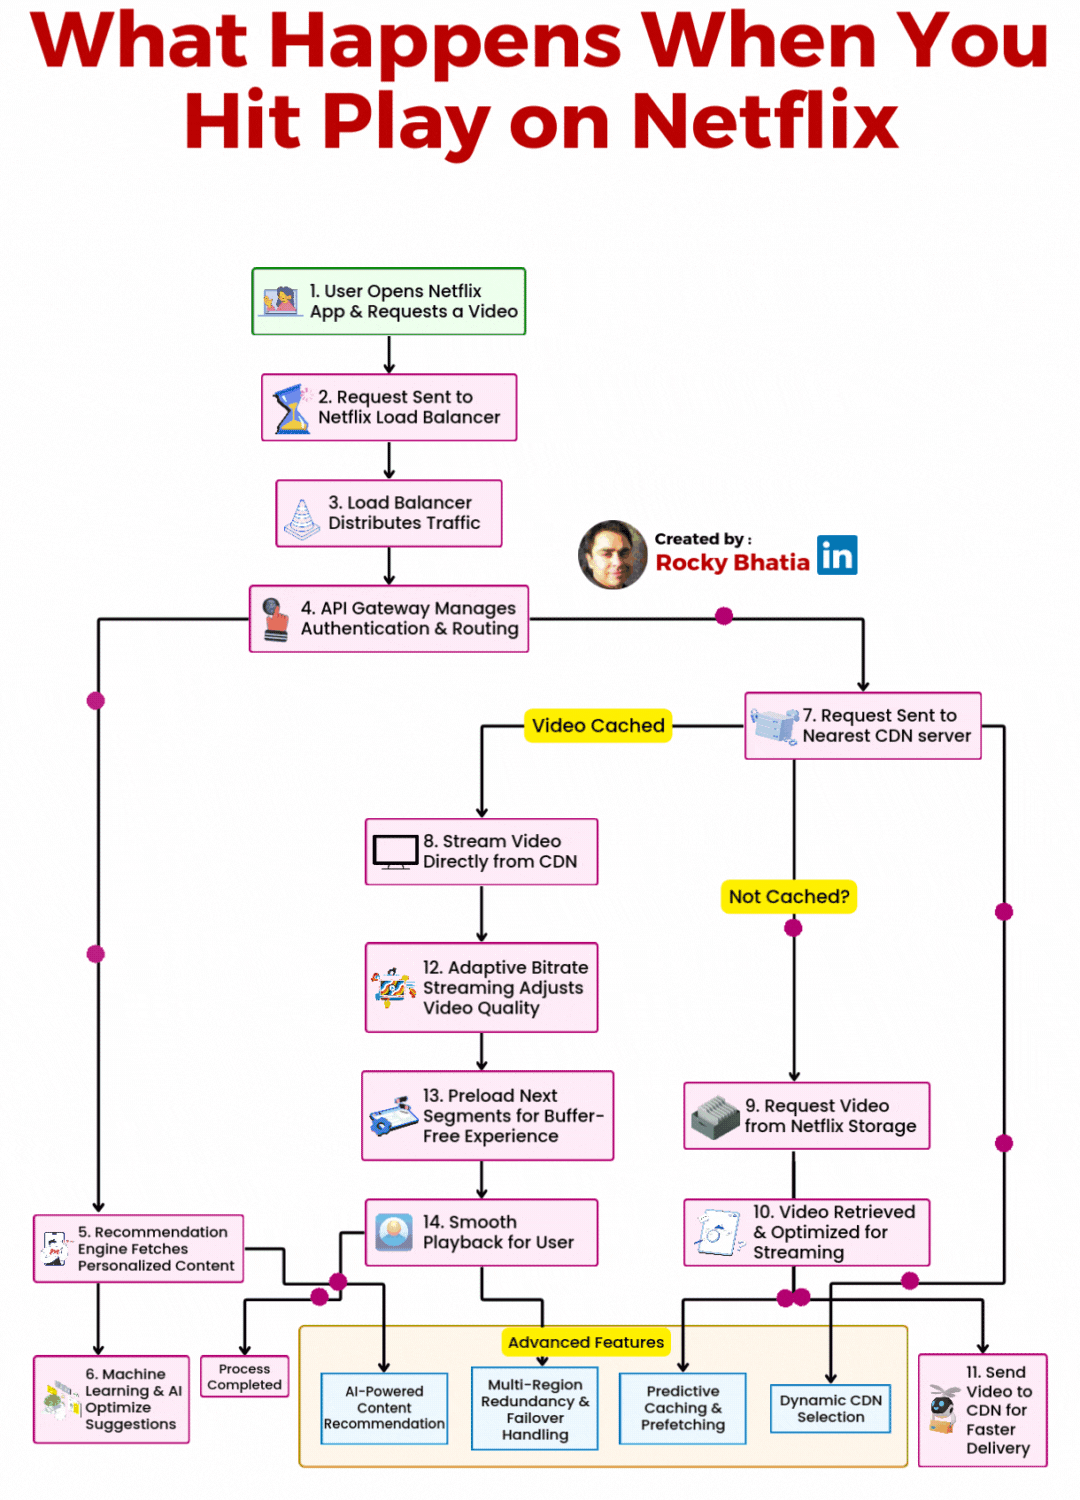 What Happens When You
Hit Play on Netflix
1. User Opens Netflix
App & Requests a Video
2. Request Sent to
Netflix Load Balancer
3. Load Balancer
Distributes Traffic
Created by :
Rocky Bhatia
in
4. API Gateway Manages
Authentication & Routing
7. Request Sent to
Nearest CDN server
Video Cached
8. Stream Video
Directly from CDN
Not Cached?
12. Adaptive Bitrate
Streaming Adjusts
Video Quality
13. Preload Next
Segments for Buffer-
Free Experience
9. Request Video
from Netflix Storage
14. Smooth
Playback for User
10. Video Retrieved
& Optimized for
Streaming
5. Recommendation
Engine Fetches
Personalized Content
Advanced Features
6. Machine
Learning & AI
Optimize
Suggestions
Process
Completed
AI-Powered
Content
Recommendation
Multi-Region
Redundancy &
Failover
Handling
Predictive
Caching &
Prefetching
Dynamic CDN
Selection
11. Send
Video to
CDN for
Faster
Delivery